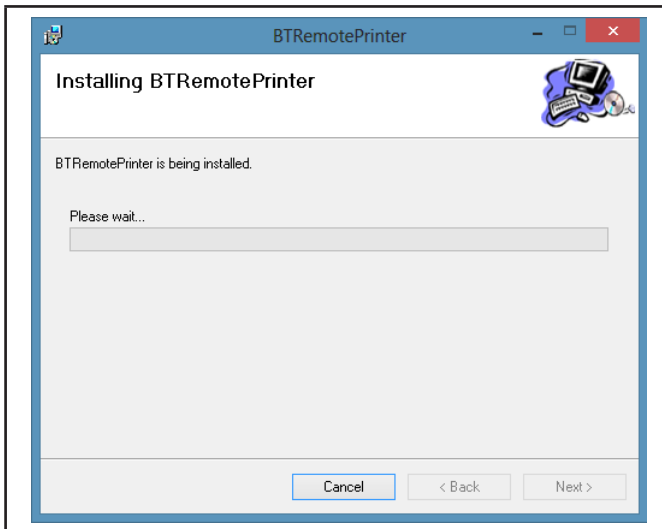 BTRemotePrinter
Installing BTRemotePrinter
BTRemotePrinter is being installed.
Please wait...
Cancel
< Back
Next >